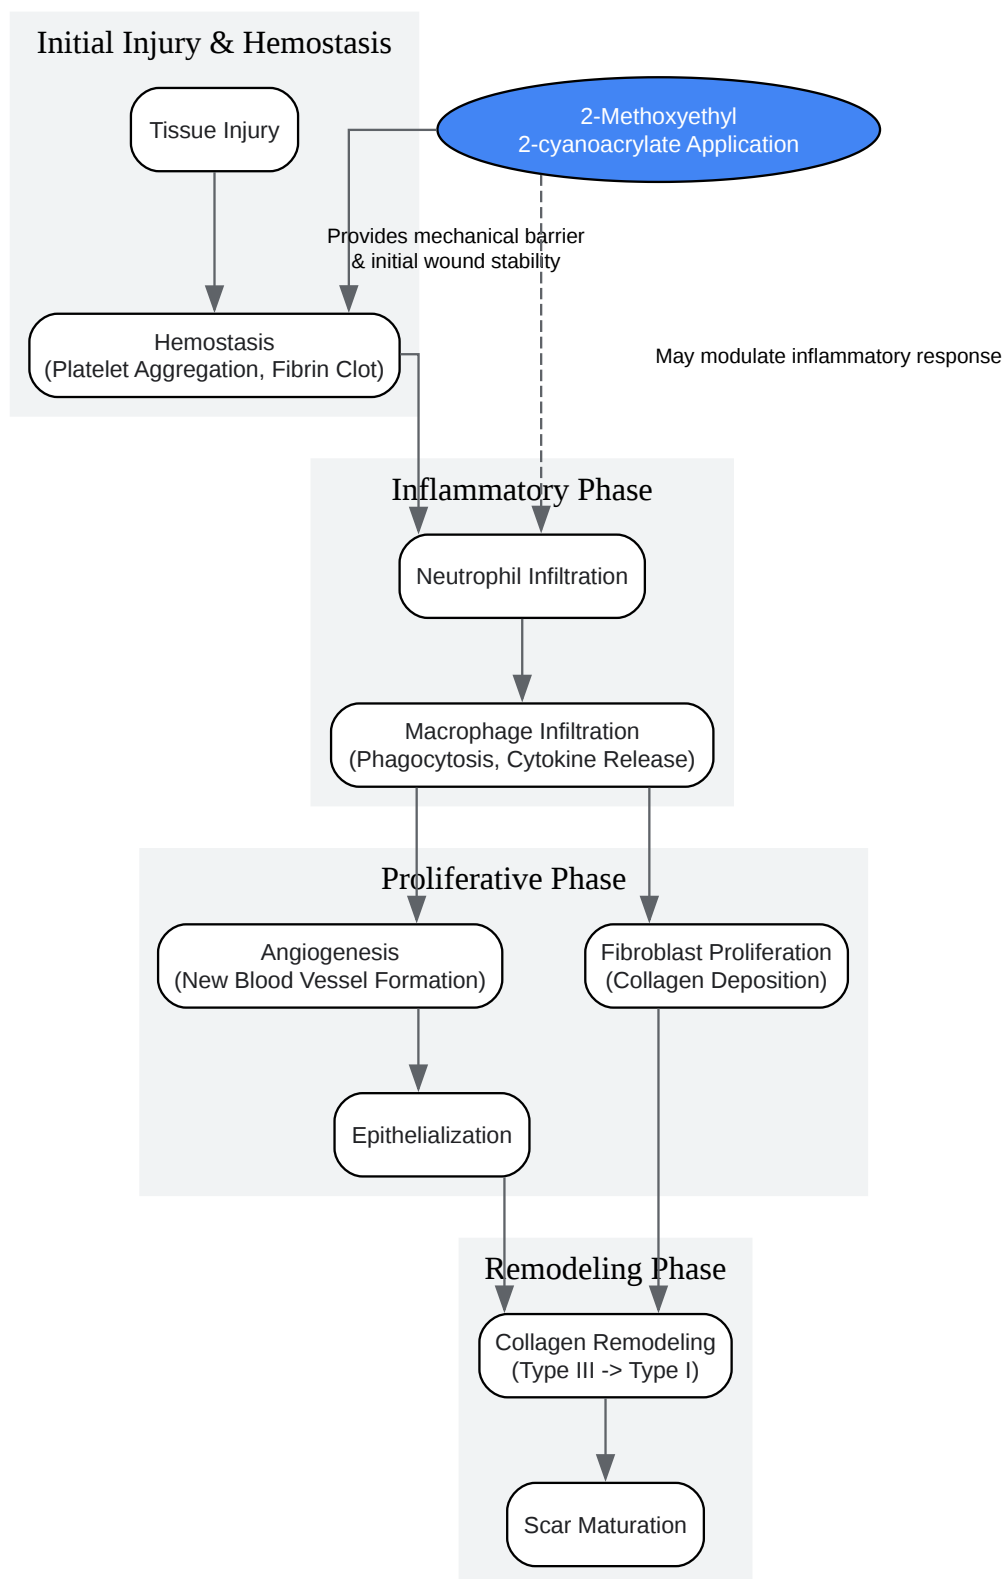 Initial Injury & Hemostasis
Tissue Injury
2-Methoxyethyl
2-cyanoacrylate Application
Provides mechanical barrier
& initial wound stability
Hemostasis
(Platelet Aggregation, Fibrin Clot)
May modulate inflammatory response
Inflammatory Phase
Neutrophil Infiltration
Macrophage Infiltration
(Phagocytosis, Cytokine Release)
Proliferative Phase
Angiogenesis
(New Blood Vessel Formation)
Fibroblast Proliferation
(Collagen Deposition)
Epithelialization
Remodeling Phase
Collagen Remodeling
(Type III -> Type I)
Scar Maturation